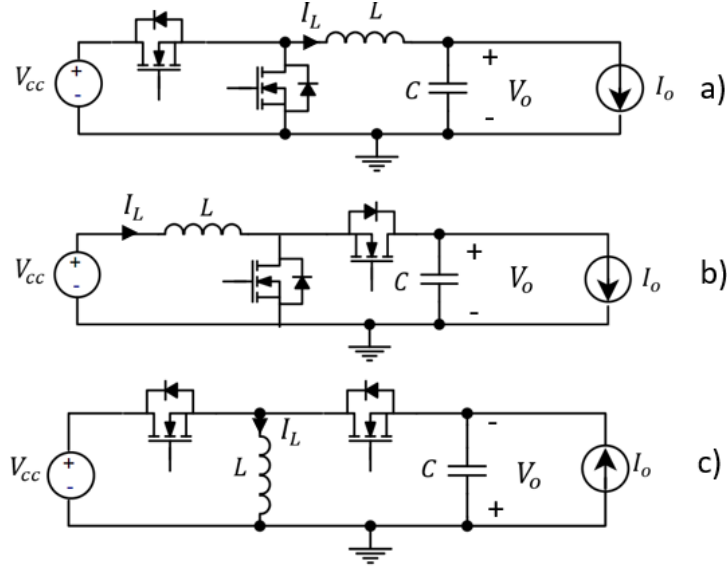 I_L L
V_cc + - C + V_o - I_o a)
I_L L
V_cc + - C + V_o - I_o b)
V_cc + - I_L L C - V_o + I_o c)